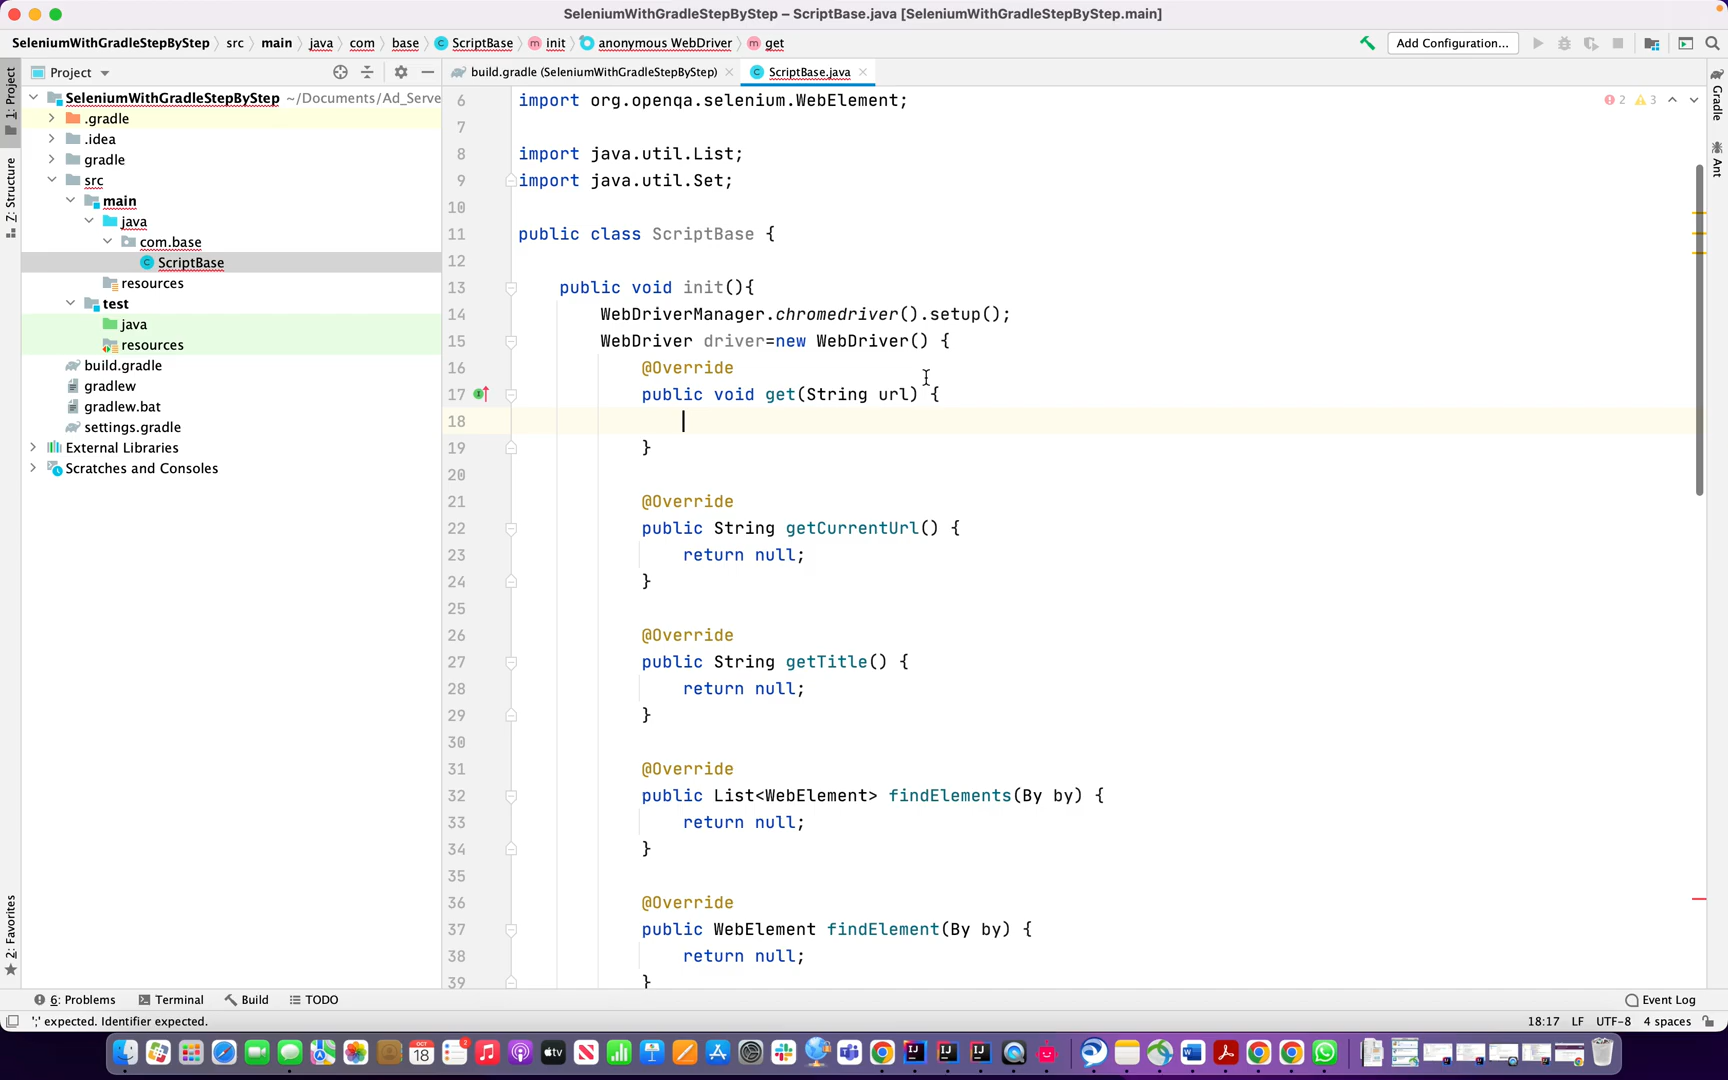 SeleniumWithGradleStepByStep – ScriptBase.java [SeleniumWithGradleStepByStep.main]
SeleniumWithGradleStepByStep src main java com base ScriptBase init anonymous WebDriver get
Add Configuration...
Project
build.gradle (SeleniumWithGradleStepByStep)
ScriptBase.java
1: Project
Z: Structure
2: Favorites
Gradle
Ant
SeleniumWithGradleStepByStep ~/Documents/Ad_Serve
.gradle
.idea
gradle
src
main
java
com.base
ScriptBase
resources
test
java
resources
build.gradle
gradlew
gradlew.bat
settings.gradle
External Libraries
Scratches and Consoles
2 3
6 import org.openqa.selenium.WebElement;
7
8 import java.util.List;
9 import java.util.Set;
10
11 public class ScriptBase {
12
13 public void init(){
14 WebDriverManager.chromedriver().setup();
15 WebDriver driver=new WebDriver() {
16 @Override
17 public void get(String url) {
18
19 }
20
21 @Override
22 public String getCurrentUrl() {
23 return null;
24 }
25
26 @Override
27 public String getTitle() {
28 return null;
29 }
30
31 @Override
32 public List<WebElement> findElements(By by) {
33 return null;
34 }
35
36 @Override
37 public WebElement findElement(By by) {
38 return null;
39 }
6: Problems Terminal Build TODO Event Log
';' expected. Identifier expected. 18:17 LF UTF-8 4 spaces
OCT
18
2
tv